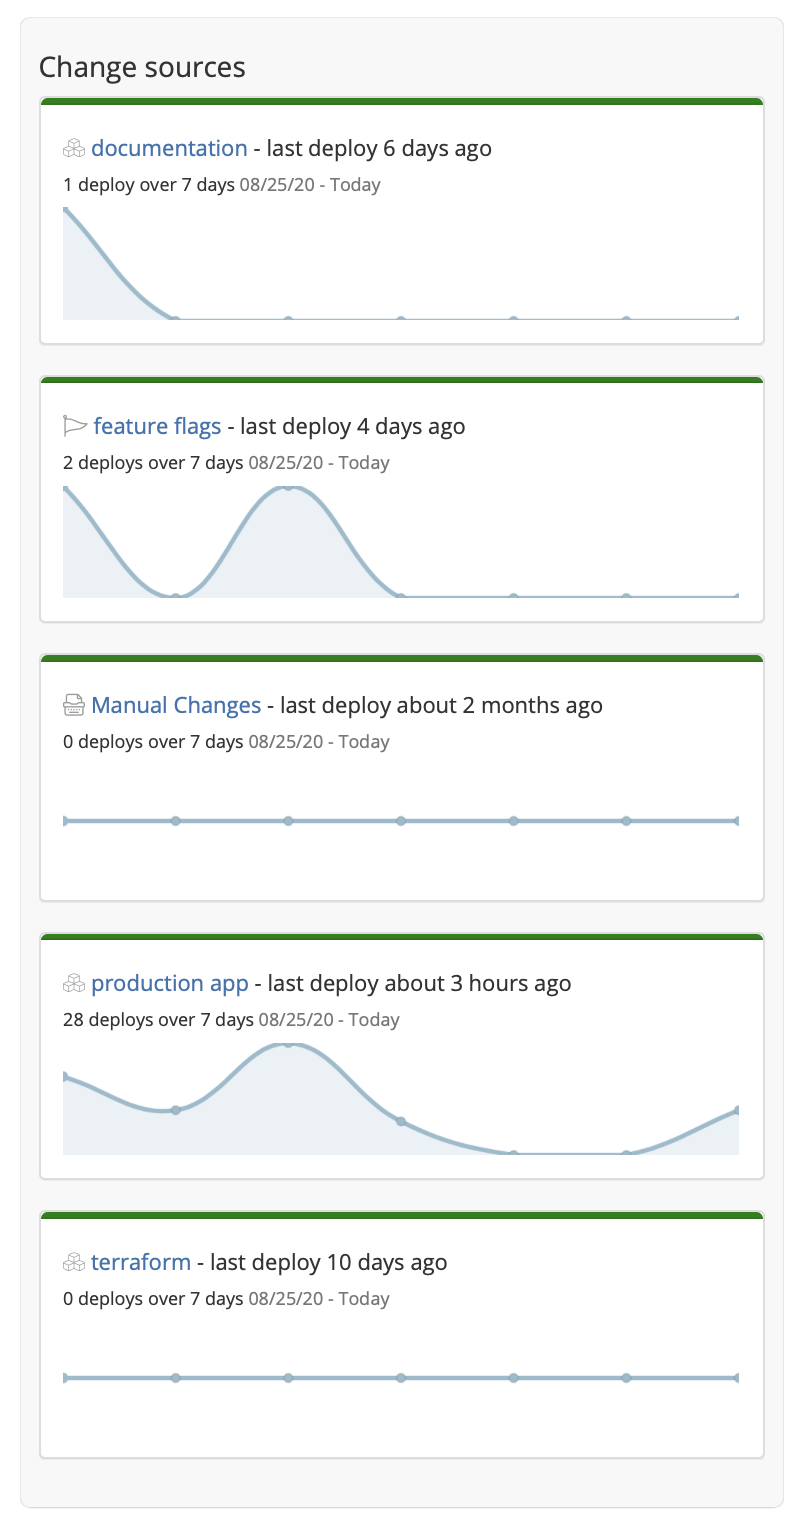 Change sources
documentation - last deploy 6 days ago
1 deploy over 7 days 08/25/20 - Today
feature flags - last deploy 4 days ago
2 deploys over 7 days 08/25/20 - Today
Manual Changes - last deploy about 2 months ago
0 deploys over 7 days 08/25/20 - Today
production app - last deploy about 3 hours ago
28 deploys over 7 days 08/25/20 - Today
terraform - last deploy 10 days ago
0 deploys over 7 days 08/25/20 - Today